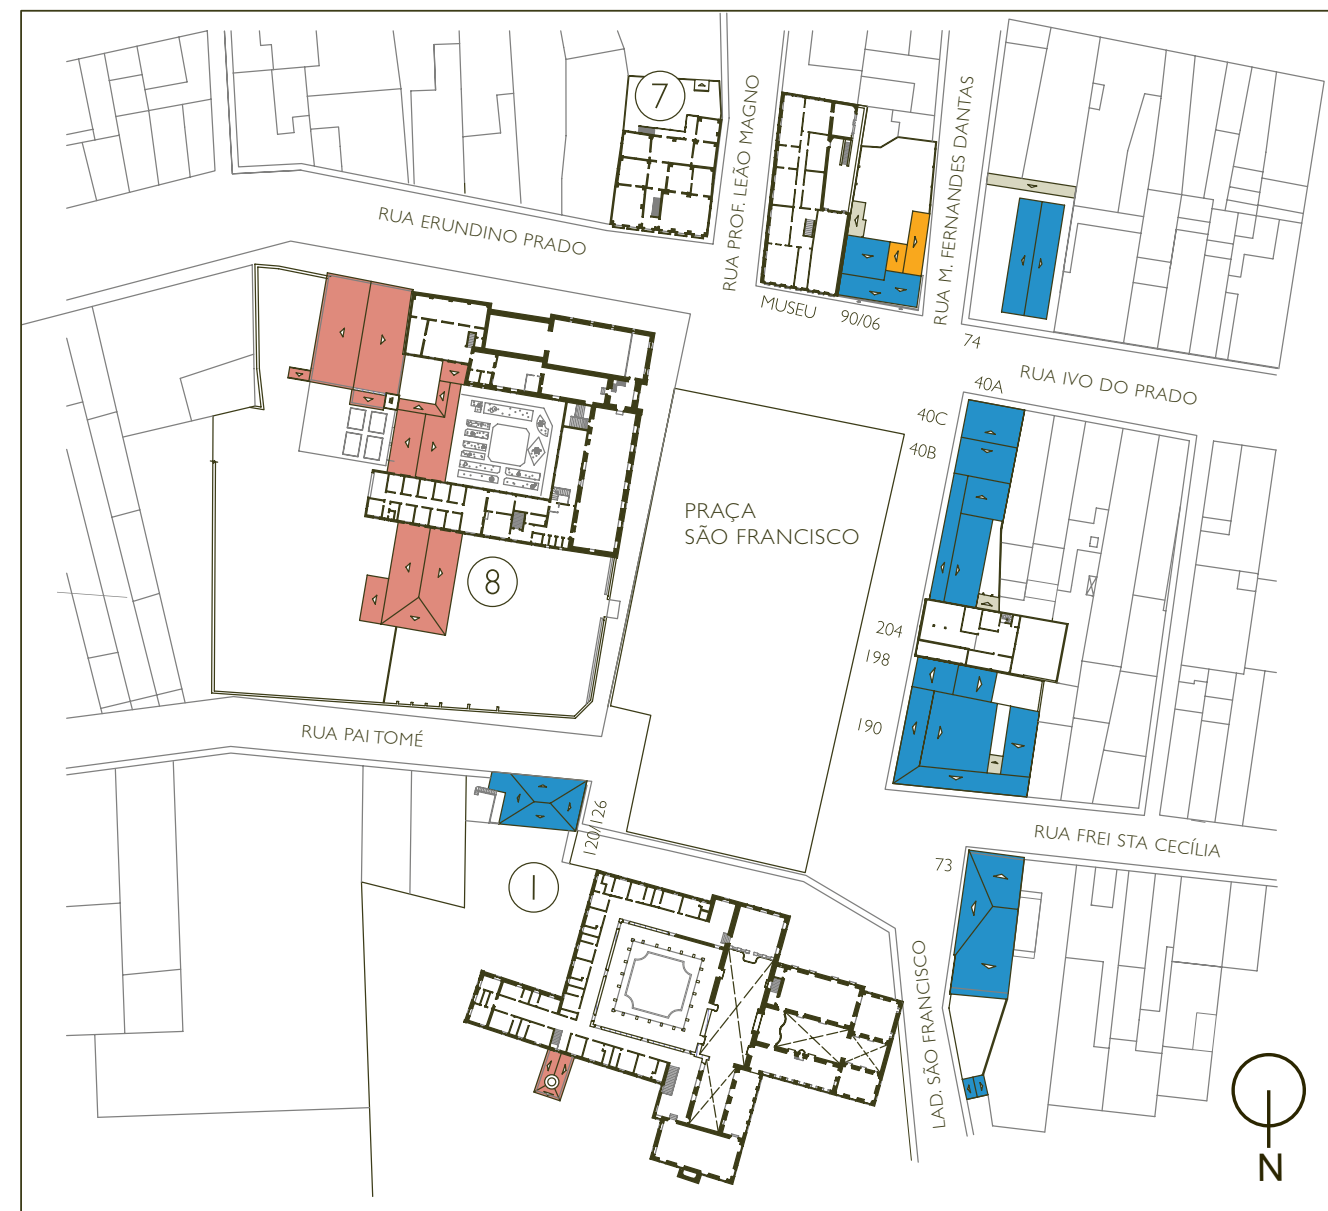 7
RUA PROF. LEÃO MAGNO
RUA M. FERNANDES DANTAS
RUA ERUNDINO PRADO
MUSEU
90/06
74
RUA IVO DO PRADO
40A
40C
40B
PRAÇA
SÃO FRANCISCO
8
204
198
190
RUA PAI TOMÉ
120/126
RUA FREI STA CECÍLIA
73
1
LAD. SÃO FRANCISCO
N